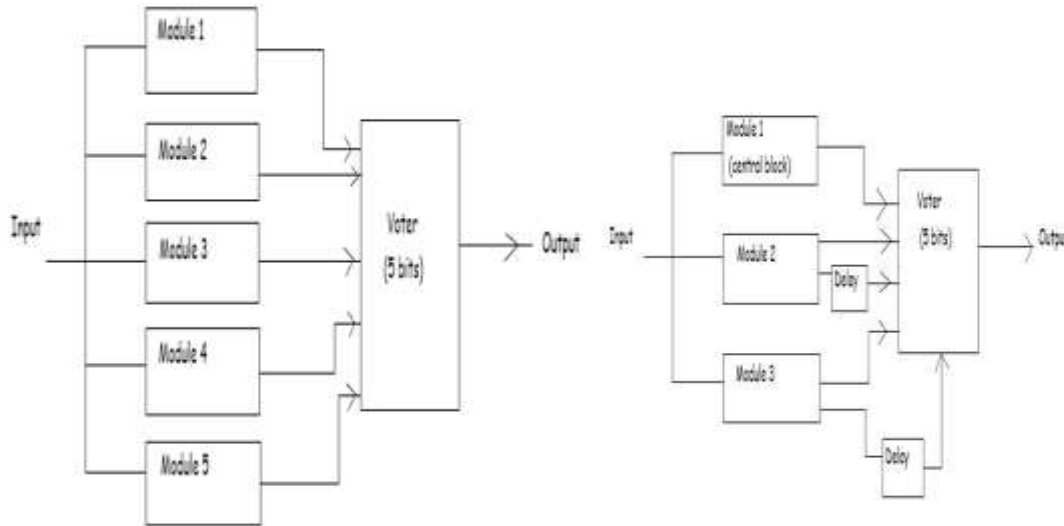 Module 1
Module 2
Input
Module 3
Voter
(5 bits)
Output
Module 4
Module 5
Module 1
(central block)
Voter
(5 bits)
Input
Module 2
Delay
Output
Module 3
Delay